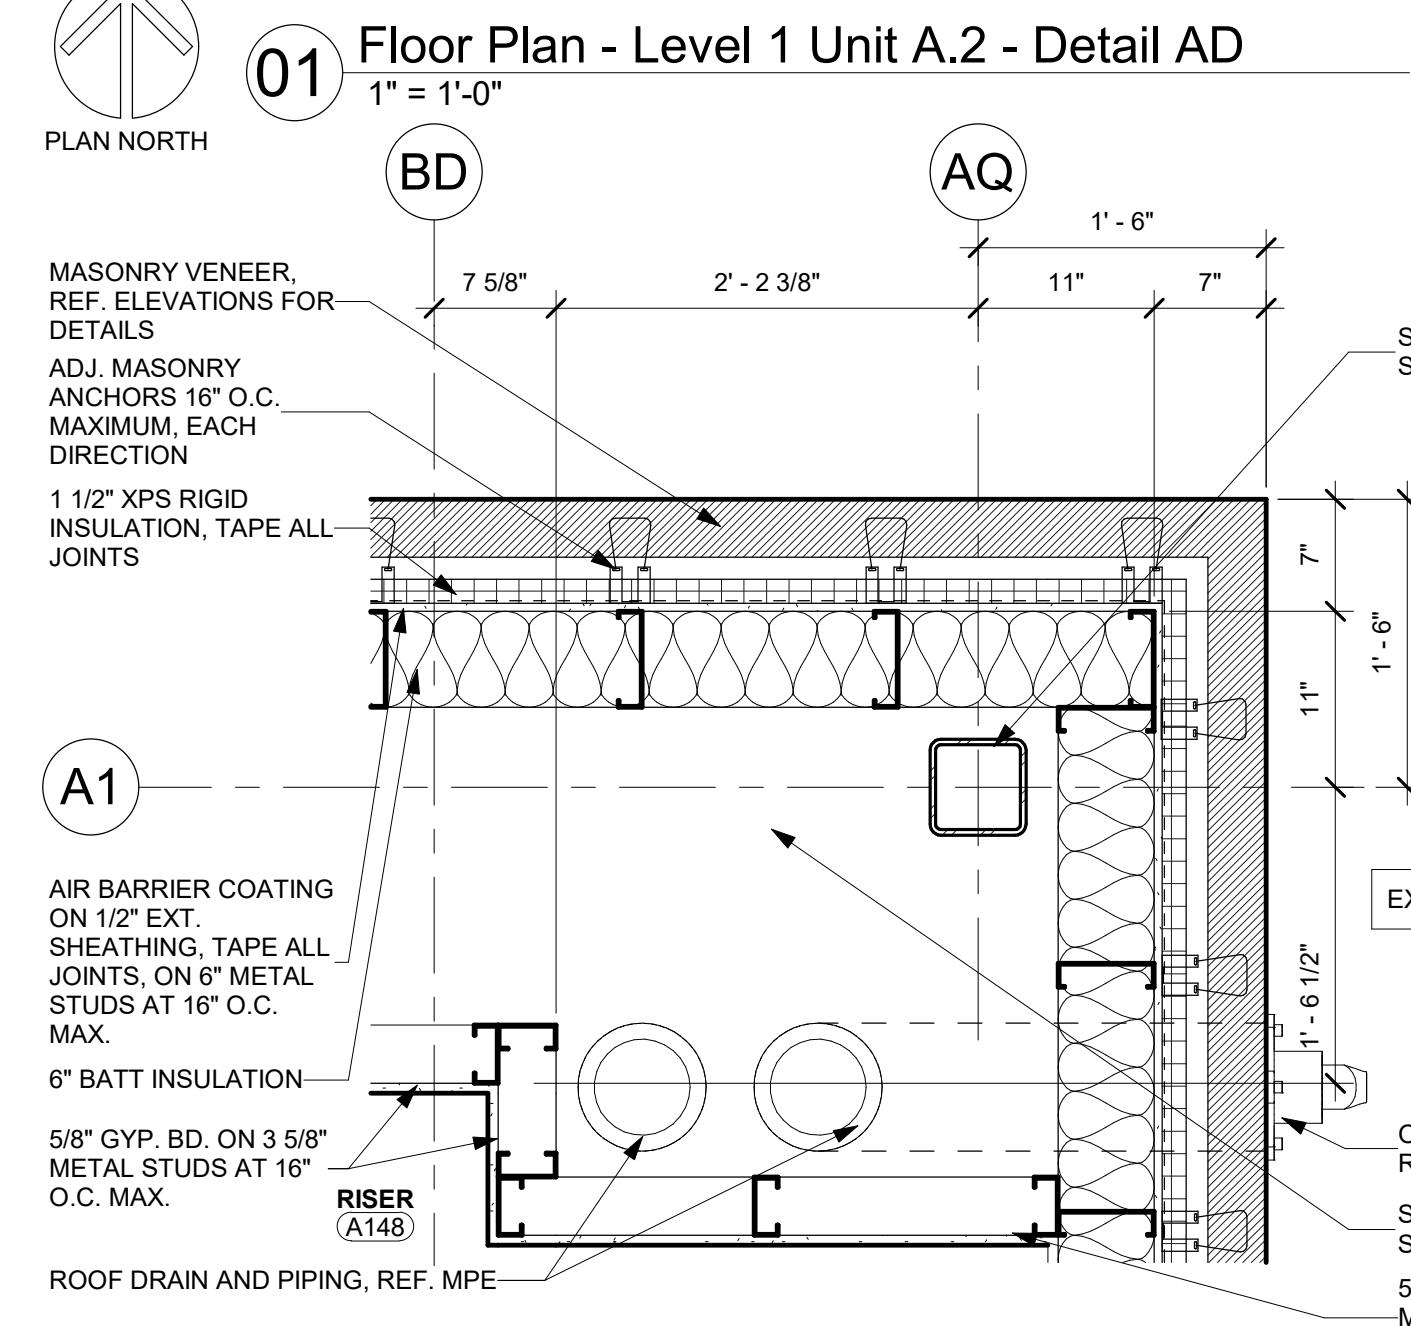 01
Floor Plan - Level 1 Unit A.2 - Detail AD
1" = 1'-0"
PLAN NORTH
BD
AQ
1' - 6"
7 5/8"
2' - 2 3/8"
11"
7"
MASONRY VENEER,
REF. ELEVATIONS FOR
DETAILS
ADJ. MASONRY
ANCHORS 16" O.C.
MAXIMUM, EACH
DIRECTION
1 1/2" XPS RIGID
INSULATION, TAPE ALL
JOINTS
7"
1' - 6"
11"
A1
1' - 6 1/2"
AIR BARRIER COATING
ON 1/2" EXT.
SHEATHING, TAPE ALL
JOINTS, ON 6" METAL
STUDS AT 16" O.C.
MAX.
6" BATT INSULATION
5/8" GYP. BD. ON 3 5/8"
METAL STUDS AT 16"
O.C. MAX.
RISER
A148
ROOF DRAIN AND PIPING, REF. MPE